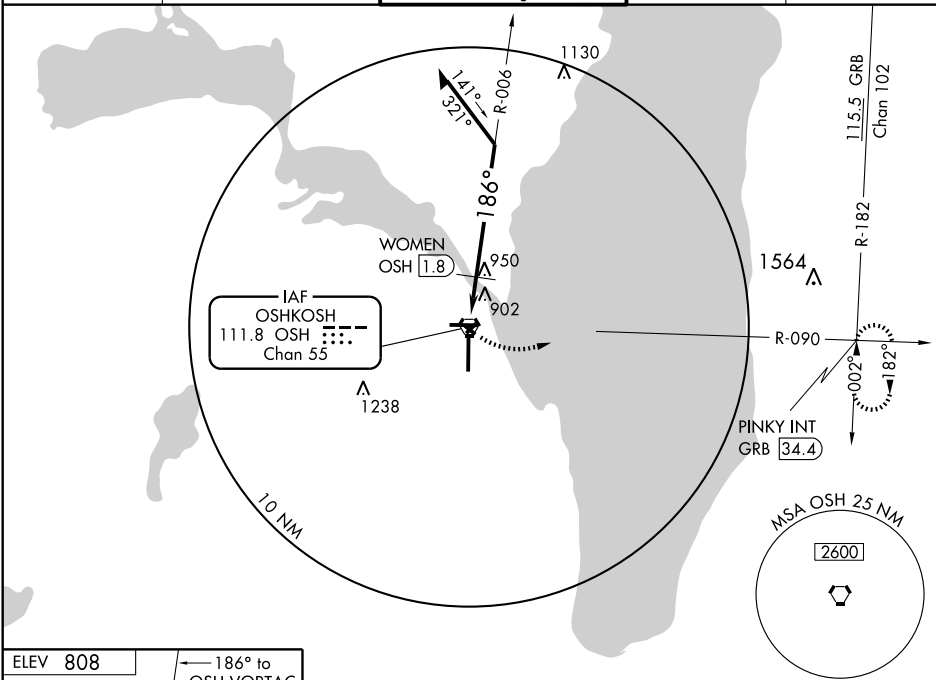 1130
141°
321°
R-006
115.5 GRB
Chan 102
186°
R-182
WOMEN
OSH 1.8
950
902
1564
IAF
OSHKOSH
111.8 OSH
Chan 55
R-090
1238
002°
182°
PINKY INT
GRB 34.4
10 NM
MSA OSH 25 NM
2600
ELEV 808
186° to
OSH VORTAC